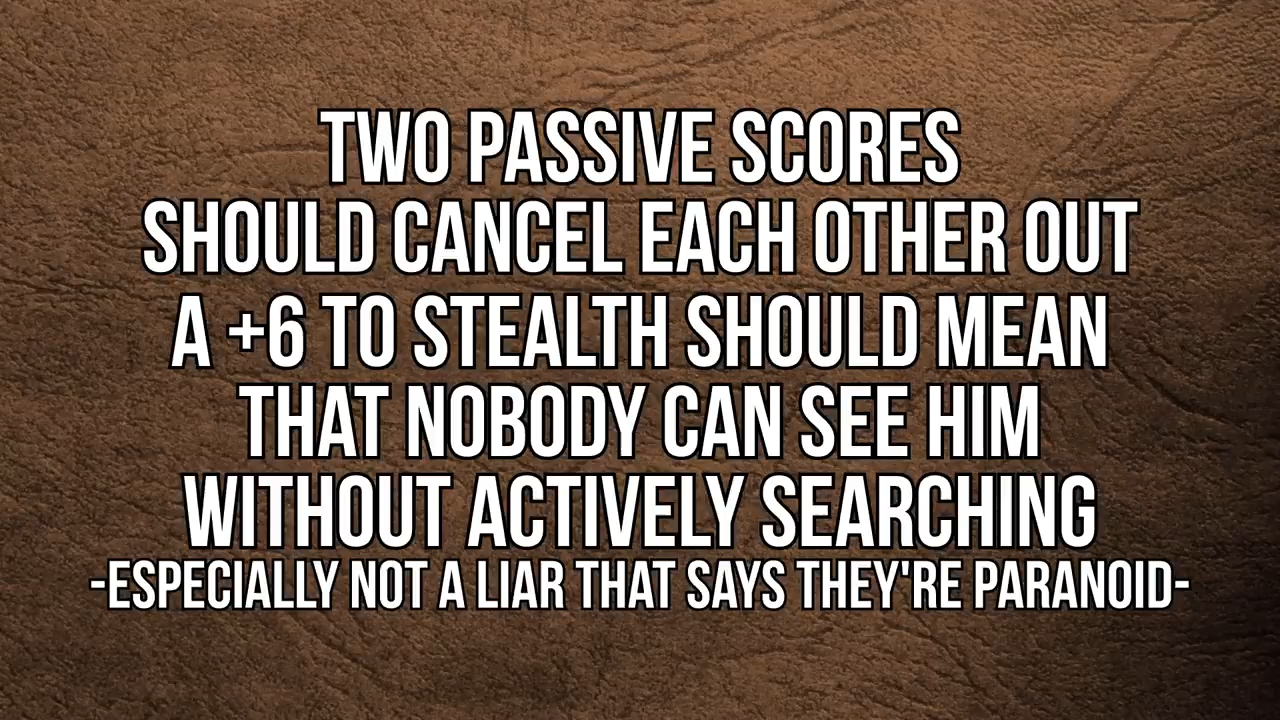 TWO PASSIVE SCORES
SHOULD CANCEL EACH OTHER OUT
A +6 TO STEALTH SHOULD MEAN
THAT NOBODY CAN SEE HIM
WITHOUT ACTIVELY SEARCHING
-ESPECIALLY NOT A LIAR THAT SAYS THEY'RE PARANOID-